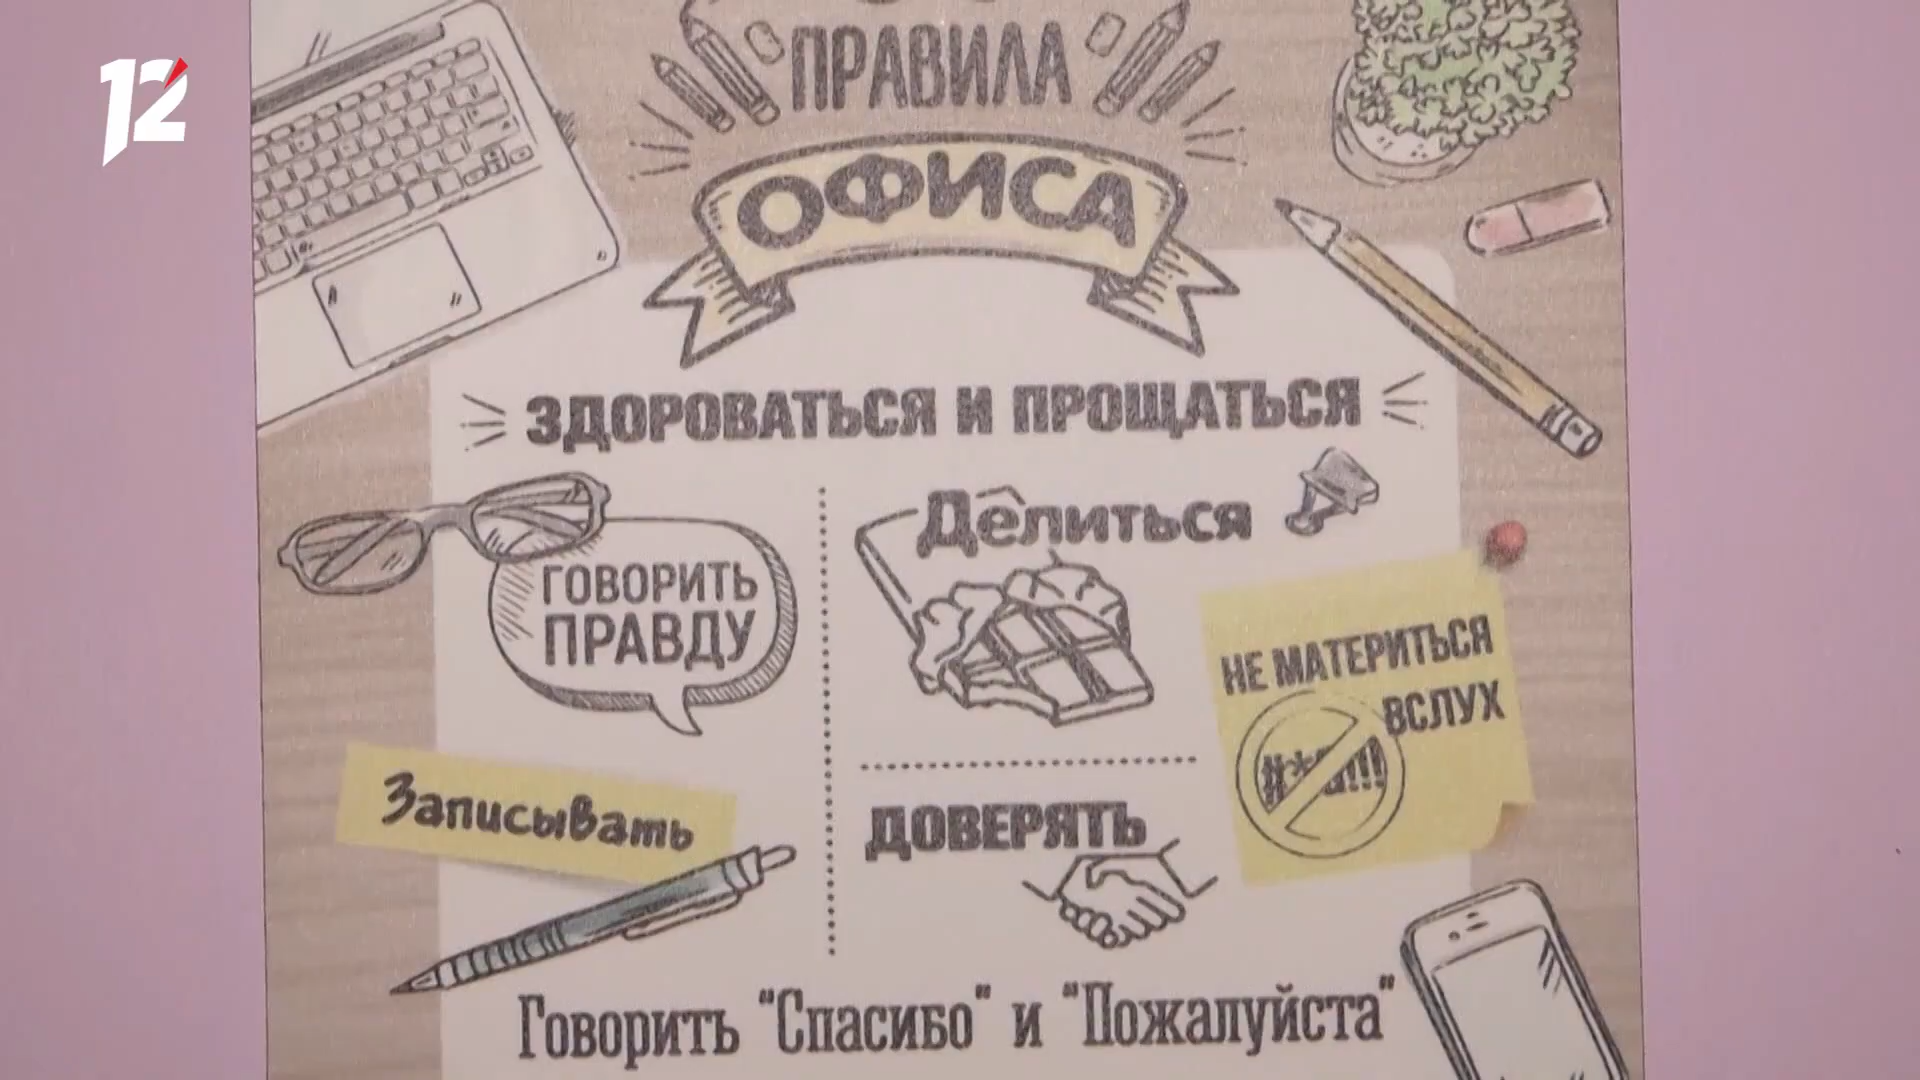 12
ПРАВИЛА
ОФИСА
ЗДОРОВАТЬСЯ И ПРОЩАТЬСЯ
ГОВОРИТЬ
ПРАВДУ
Делиться
НЕ МАТЕРИТЬСЯ
ВСЛУХ
Записывать
ДОВЕРЯТЬ
Говорить "Спасибо" и "Пожалуйста"